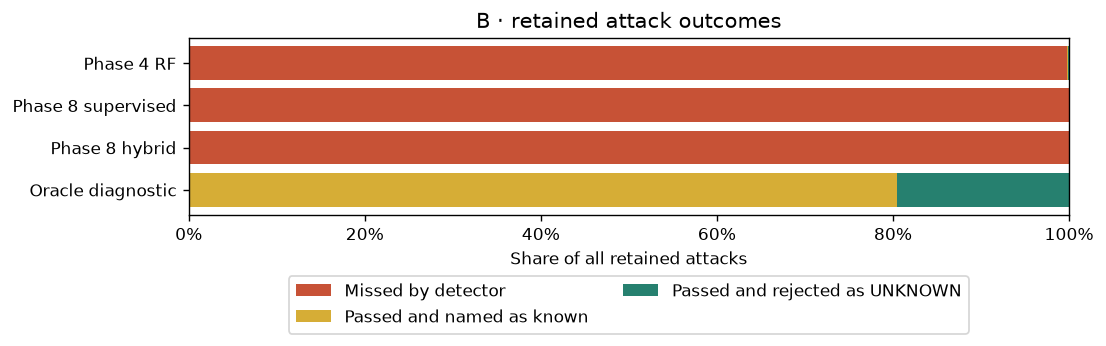 B · retained attack outcomes
Phase 4 RF
Phase 8 supervised
Phase 8 hybrid
Oracle diagnostic
0% 20% 40% 60% 80% 100%
Share of all retained attacks
Missed by detector
Passed and named as known
Passed and rejected as UNKNOWN